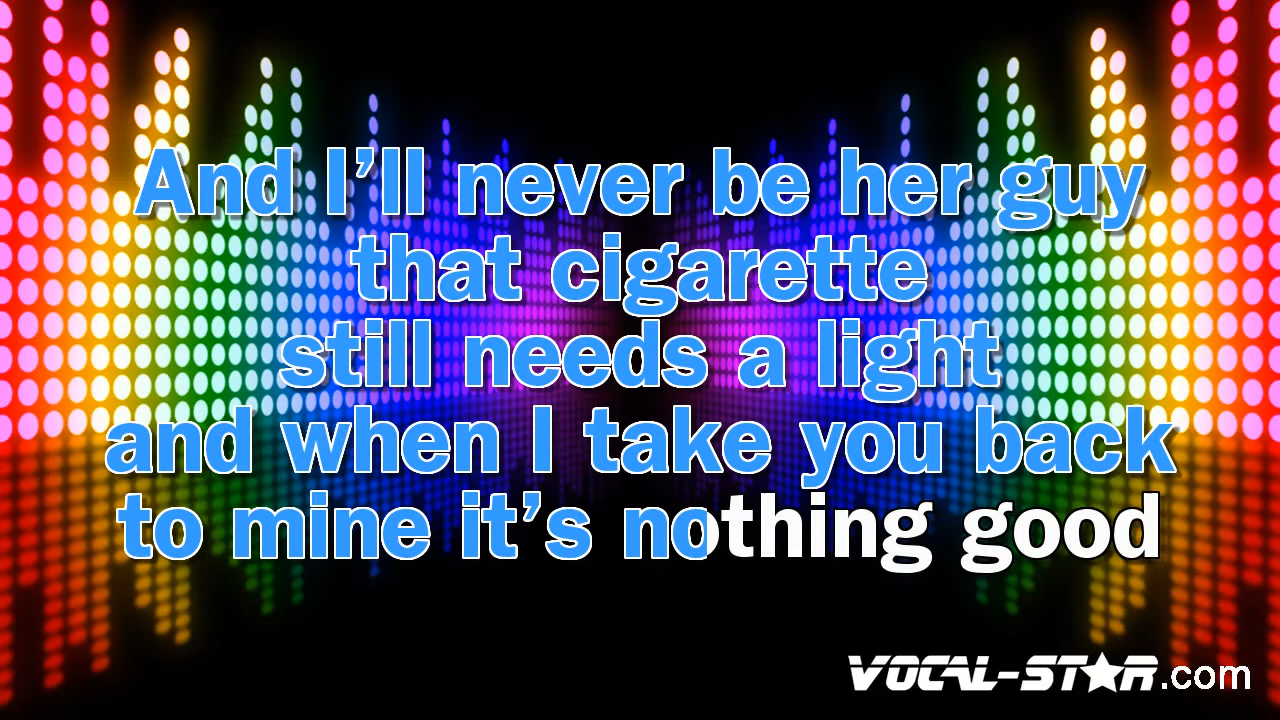 And I’ll never be her guy
that cigarette
still needs a light
and when I take you back
to mine it’s nothing good
VOCAL-STAR.com